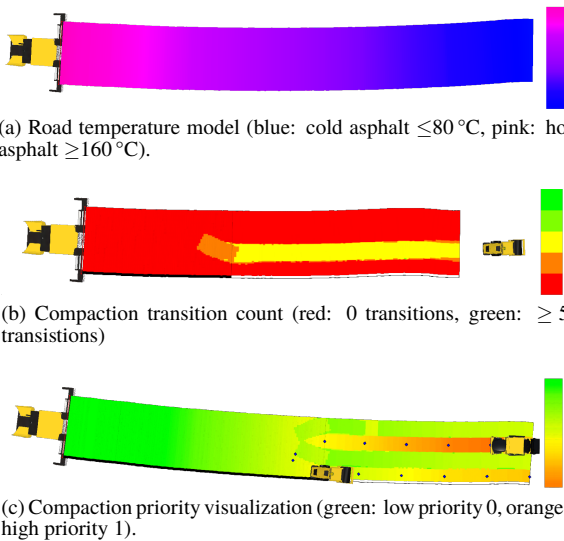 (a) Road temperature model (blue: cold asphalt ≤80 °C, pink: ho
asphalt ≥160 °C).
(b) Compaction transition count (red: 0 transitions, green: ≥ 5
transistions)
(c) Compaction priority visualization (green: low priority 0, orange
high priority 1).